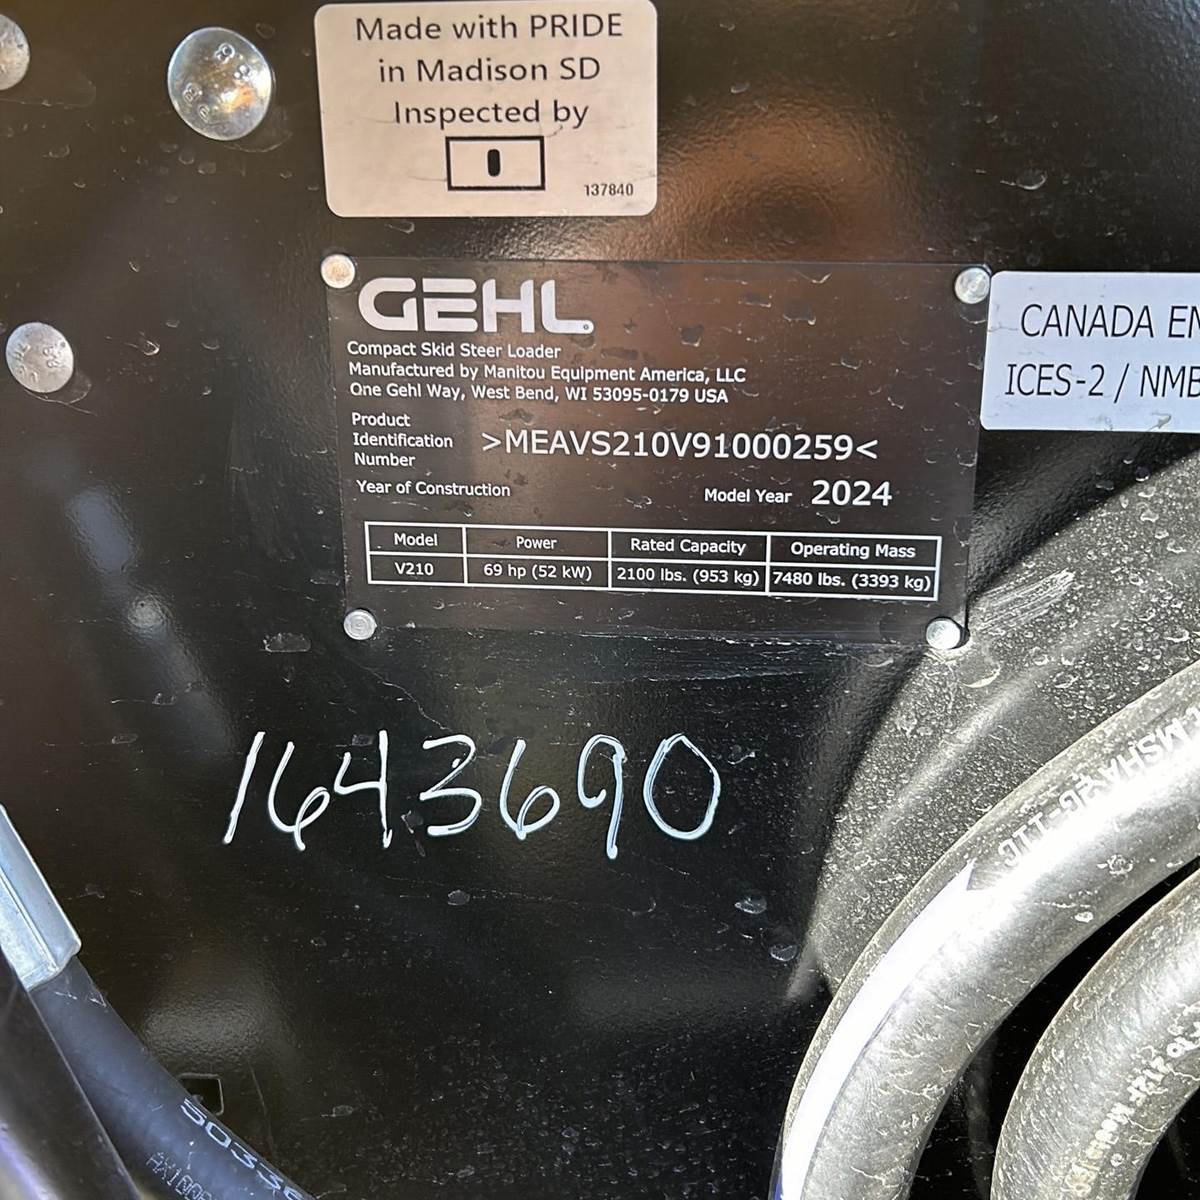 Made with PRIDE
in Madison SD
Inspected by
0
137840
GEHL
Compact Skid Steer Loader
Manufactured by Manitou Equipment America, LLC
One Gehl Way, West Bend, WI 53095-0179 USA
Product
Identification
Number
>MEAVS210V91000259<
Year of Construction
Model Year 2024
Model Power Rated Capacity Operating Mass
V210 69 hp (52 kW) 2100 lbs. (953 kg) 7480 lbs. (3393 kg)
CANADA
ICES-2 /
1643690
MSHA